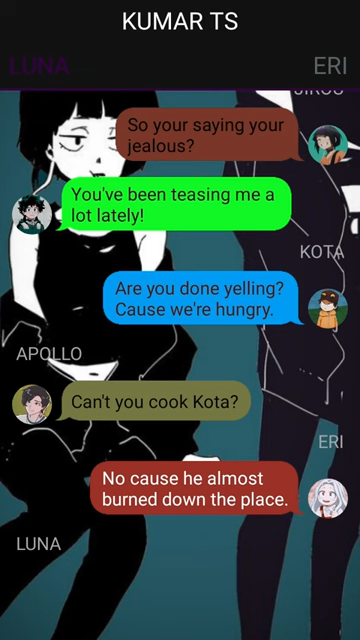 KUMAR TS
LUNA
ERI
JIROU
So your saying your
jealous?
You've been teasing me a
lot lately!
KOTA
Are you done yelling?
Cause we're hungry.
APOLLO
Can't you cook Kota?
ERI
No cause he almost
burned down the place.
LUNA